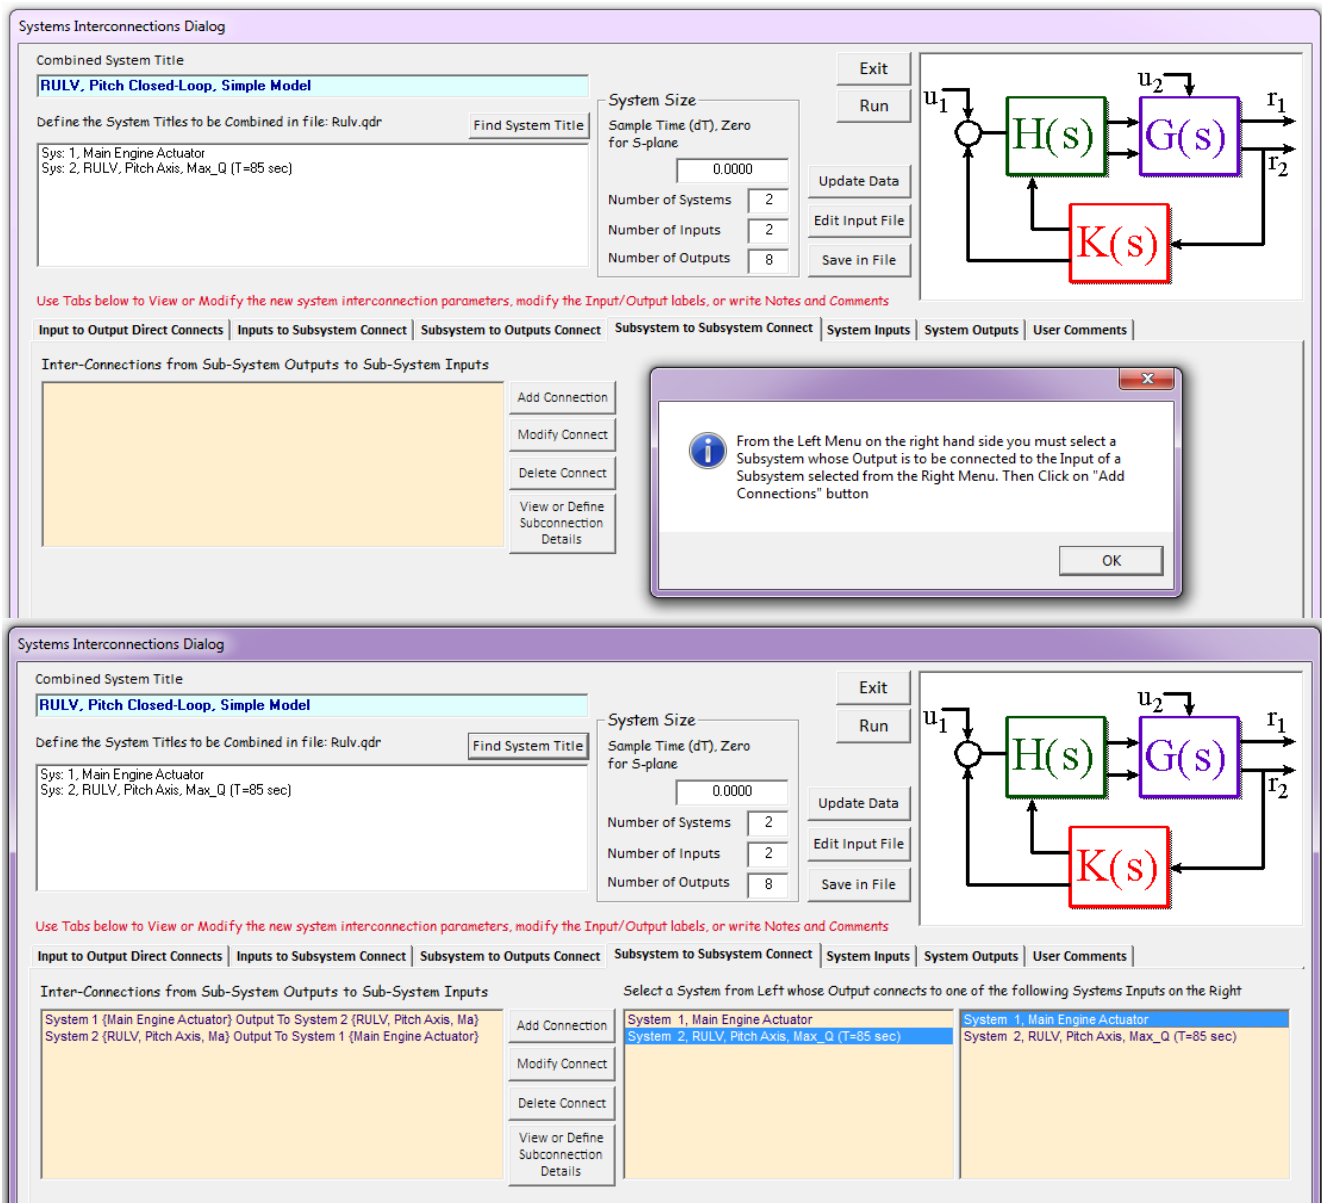 Systems Interconnections Dialog
Combined System Title
RULV, Pitch Closed-Loop, Simple Model
Define the System Titles to be Combined in file: Rulv.qdr
Find System Title
Sys: 1, Main Engine Actuator
Sys: 2, RULV, Pitch Axis, Max_Q (T=85 sec)
System Size
Sample Time (dT), Zero
for S-plane
0.0000
Number of Systems 2
Number of Inputs 2
Number of Outputs 8
Exit
Run
Update Data
Edit Input File
Save in File
u1
u2
H(s)
G(s)
r1
r2
K(s)
Use Tabs below to View or Modify the new system interconnection parameters, modify the Input/Output labels, or write Notes and Comments
Input to Output Direct Connects
Inputs to Subsystem Connect
Subsystem to Outputs Connect
Subsystem to Subsystem Connect
System Inputs
System Outputs
User Comments
Inter-Connections from Sub-System Outputs to Sub-System Inputs
Add Connection
Modify Connect
Delete Connect
View or Define
Subconnection
Details
x
From the Left Menu on the right hand side you must select a
Subsystem whose Output is to be connected to the Input of a
Subsystem selected from the Right Menu. Then Click on "Add
Connections" button
OK
Systems Interconnections Dialog
Combined System Title
RULV, Pitch Closed-Loop, Simple Model
Define the System Titles to be Combined in file: Rulv.qdr
Find System Title
Sys: 1, Main Engine Actuator
Sys: 2, RULV, Pitch Axis, Max_Q (T=85 sec)
System Size
Sample Time (dT), Zero
for S-plane
0.0000
Number of Systems 2
Number of Inputs 2
Number of Outputs 8
Exit
Run
Update Data
Edit Input File
Save in File
u1
u2
H(s)
G(s)
r1
r2
K(s)
Use Tabs below to View or Modify the new system interconnection parameters, modify the Input/Output labels, or write Notes and Comments
Input to Output Direct Connects
Inputs to Subsystem Connect
Subsystem to Outputs Connect
Subsystem to Subsystem Connect
System Inputs
System Outputs
User Comments
Inter-Connections from Sub-System Outputs to Sub-System Inputs
System 1 {Main Engine Actuator} Output To System 2 {RULV, Pitch Axis, Ma}
System 2 {RULV, Pitch Axis, Ma} Output To System 1 {Main Engine Actuator}
Add Connection
Modify Connect
Delete Connect
View or Define
Subconnection
Details
Select a System from Left whose Output connects to one of the following Systems Inputs on the Right
System 1, Main Engine Actuator
System 2, RULV, Pitch Axis, Max_Q (T=85 sec)
System 1, Main Engine Actuator
System 2, RULV, Pitch Axis, Max_Q (T=85 sec)